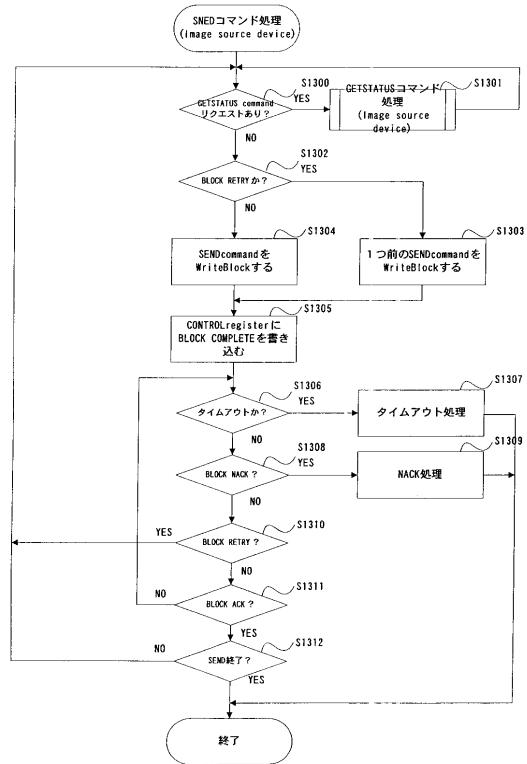 SNEDコマンド処理
(Image source device)
S1300
GETSTATUS command
リクエストあり?
YES
NO
S1301
GETSTATUSコマンド
処理
(Image source
device)
S1302
BLOCK RETRYか?
YES
NO
S1304
SENDcommandを
WriteBlockする
S1303
1つ前のSENDcommandを
WriteBlockする
S1305
CONTROLregisterに
BLOCK COMPLETEを書き
込む
S1306
タイムアウトか?
YES
NO
S1307
タイムアウト処理
S1308
BLOCK NACK?
YES
NO
S1309
NACK処理
S1310
BLOCK RETRY?
YES
NO
S1311
BLOCK ACK?
NO
YES
S1312
SEND終了?
NO
YES
終了